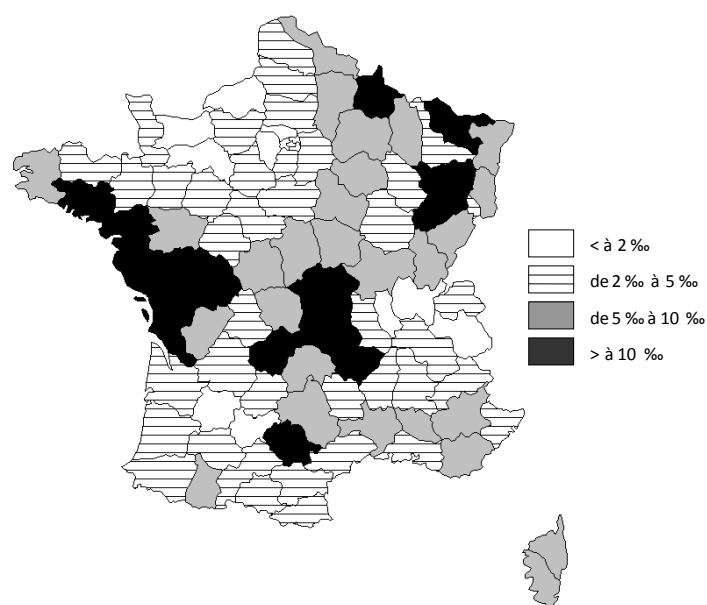 < à 2 ‰
de 2 ‰ à 5 ‰
de 5 ‰ à 10 ‰
> à 10 ‰